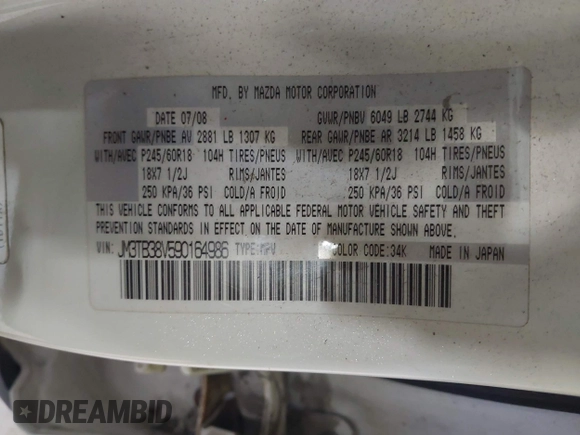 MFD. BY MAZDA MOTOR CORPORATION
DATE 07/08 GVWR/PNBV 6049 LB 2744 KG
FRONT GAWR/PNBE AV 2881 LB 1307 KG REAR GAWR/PNBE AR 3214 LB 1458 KG
WITH/AVEC P245/60R18 104H TIRES/PNEUS WITH/AVEC P245/60R18 104H TIRES/PNEUS
18X7 1/2J RIMS/JANTES 18X7 1/2J RIMS/JANTES
250 KPA/36 PSI COLD/A FROID 250 KPA/36 PSI COLD/A FROID
THIS VEHICLE CONFORMS TO ALL APPLICABLE FEDERAL MOTOR VEHICLE SAFETY AND THEFT
PREVENTION STANDARDS IN EFFECT ON THE DATE OF MANUFACTURE SHOWN ABOVE.
VIN: JM3TB38V590164986 TYPE:MPV COLOR CODE:34K MADE IN JAPAN
DREAMBID